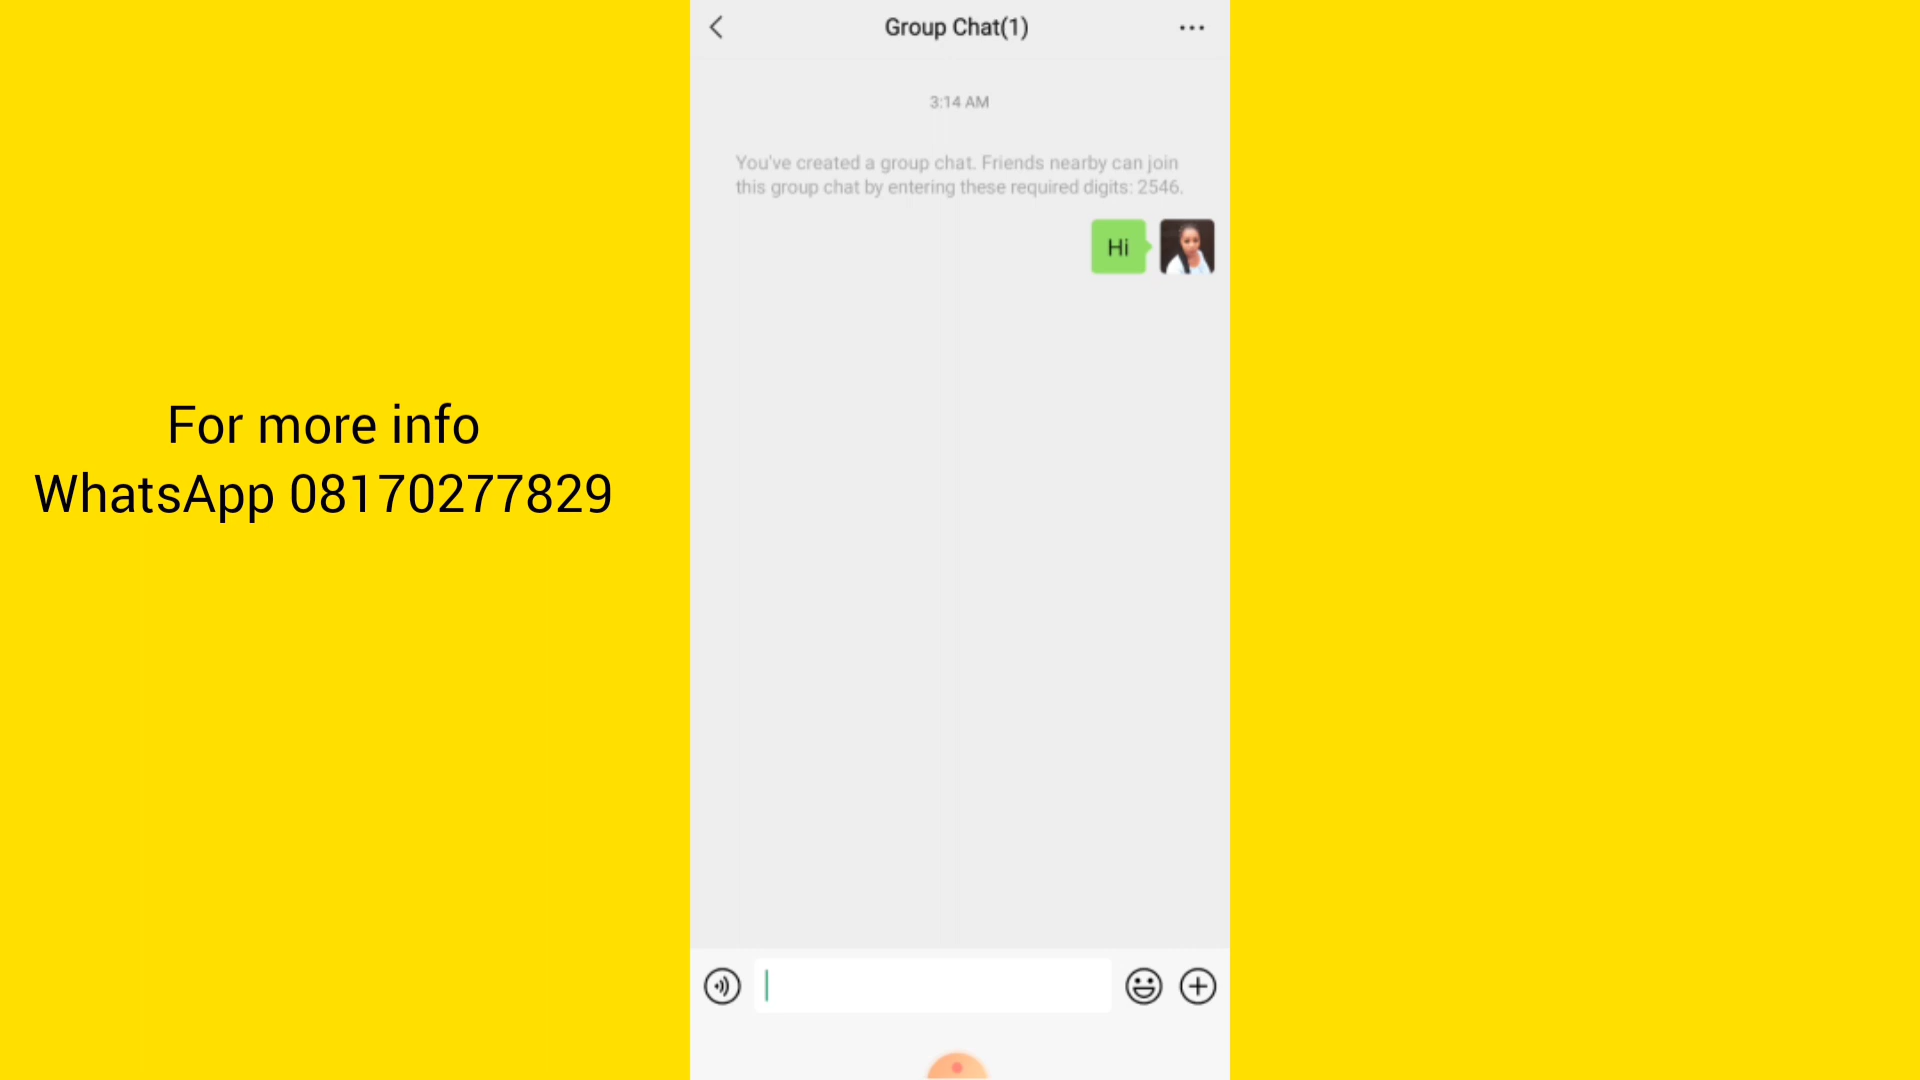 Group Chat(1)
3:14 AM
You've created a group chat. Friends nearby can join
this group chat by entering these required digits: 2546.
Hi
For more info
WhatsApp 08170277829